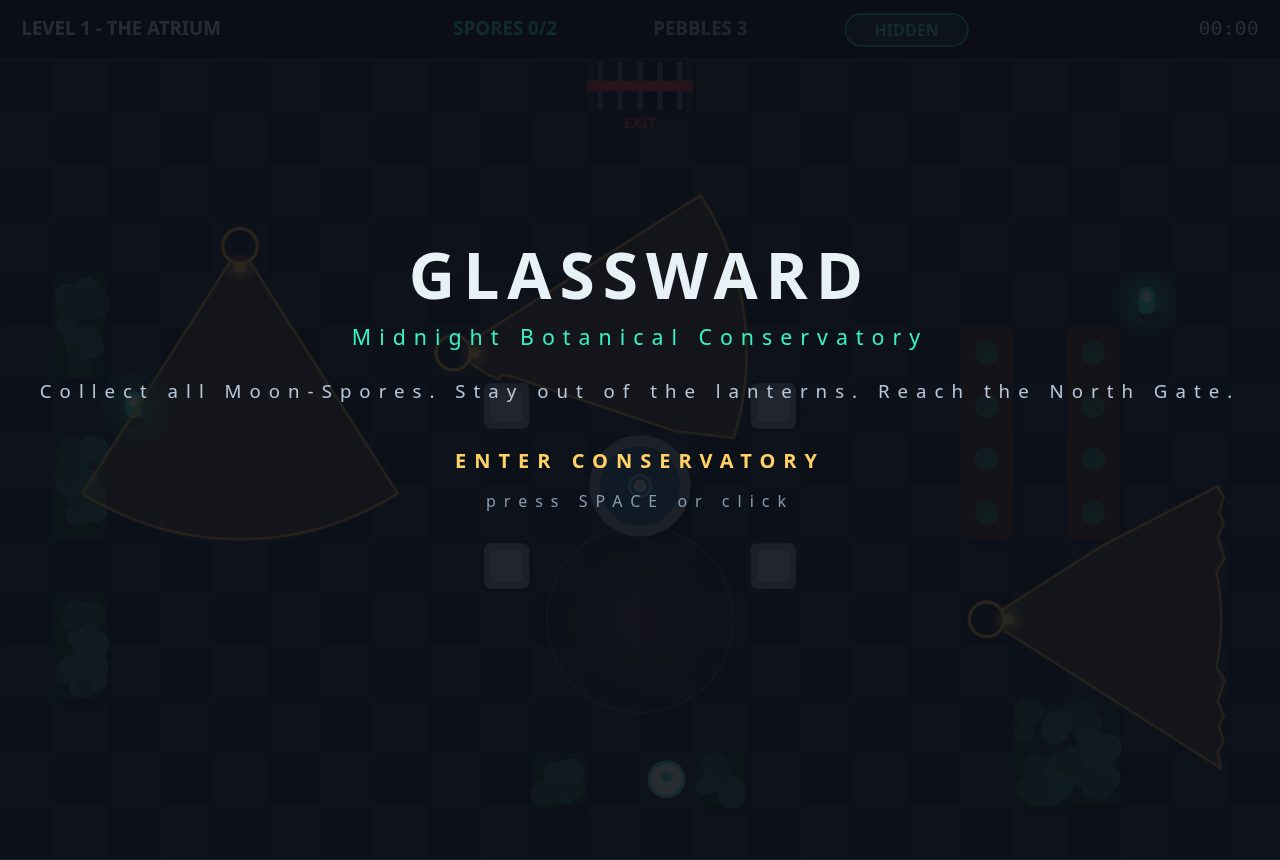 LEVEL 1 - THE ATRIUM SPORES 0/2 PEBBLES 3 HIDDEN 00:00
EXIT
GLASSWARD
Midnight Botanical Conservatory
Collect all Moon-Spores. Stay out of the lanterns. Reach the North Gate.
ENTER CONSERVATORY
press SPACE or click